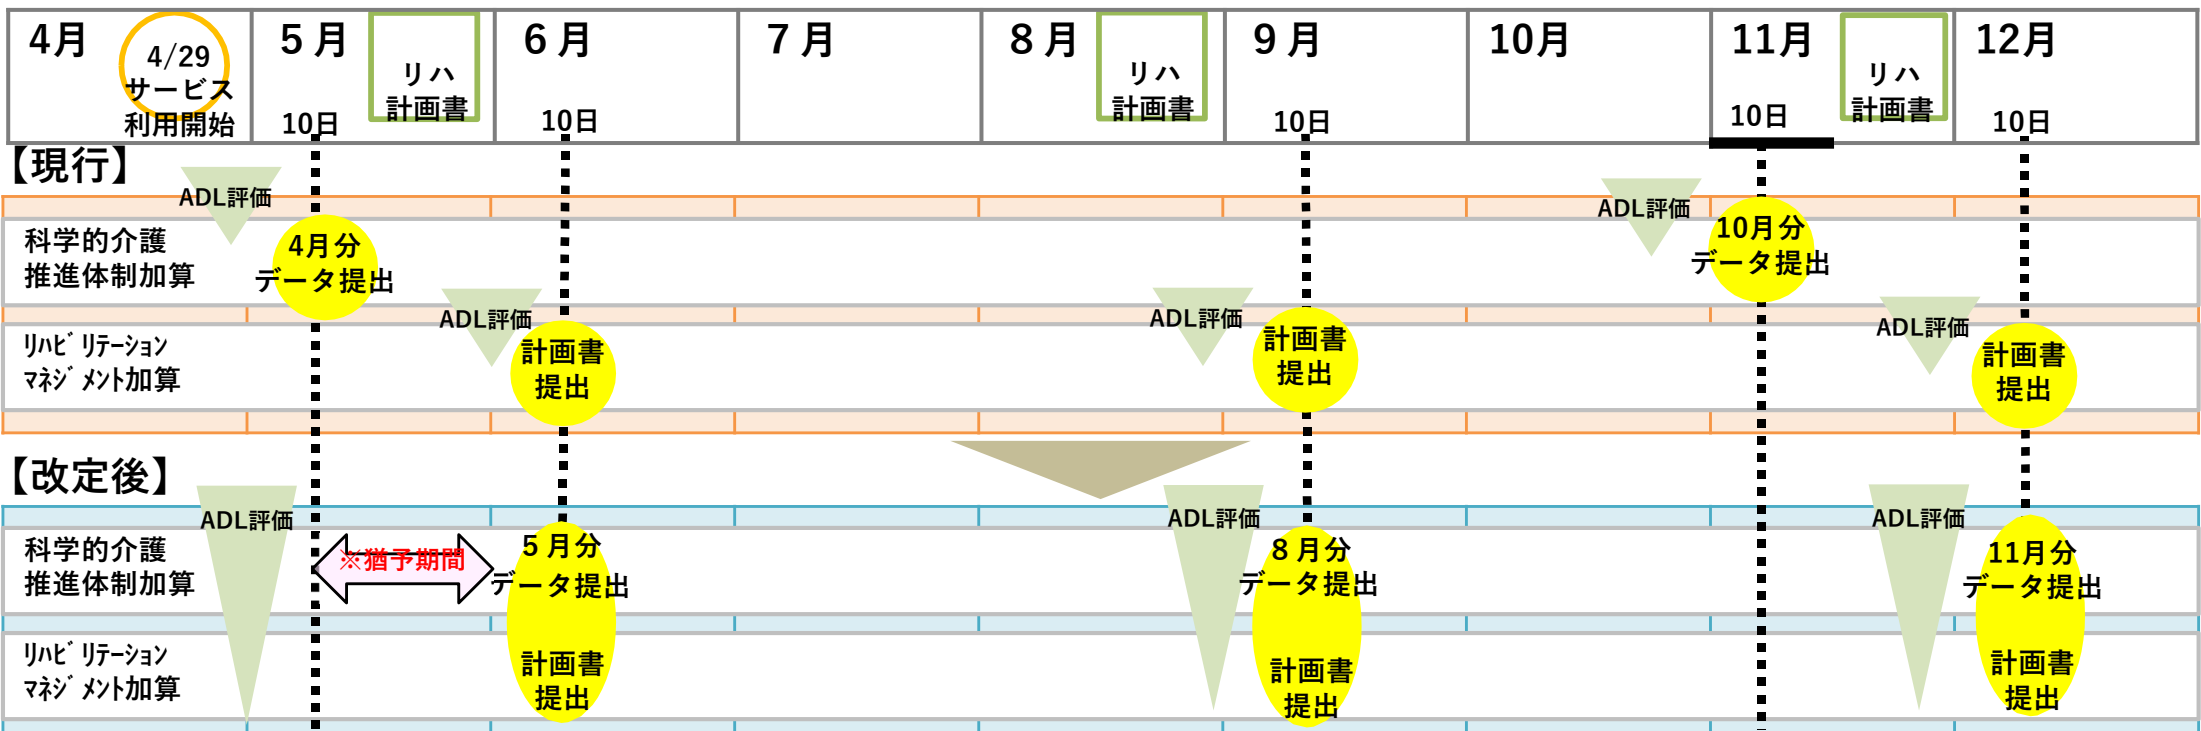 4月
4/29
サービス
利用開始
5月
10日
リハ
計画書
6月
10日
7月
8月
リハ
計画書
9月
10日
10月
11月
10日
リハ
計画書
12月
10日
【現行】
ADL評価
ADL評価
科学的介護
推進体制加算
4月分
データ提出
10月分
データ提出
ADL評価
ADL評価
ADL評価
ﾘﾊﾋﾞﾘﾃｰｼｮﾝ
ﾏﾈｼﾞﾒﾝﾄ加算
計画書
提出
計画書
提出
計画書
提出
【改定後】
ADL評価
ADL評価
ADL評価
科学的介護
推進体制加算
※猶予期間
5月分
データ提出
8月分
データ提出
11月分
データ提出
ﾘﾊﾋﾞﾘﾃｰｼｮﾝ
ﾏﾈｼﾞﾒﾝﾄ加算
計画書
提出
計画書
提出
計画書
提出